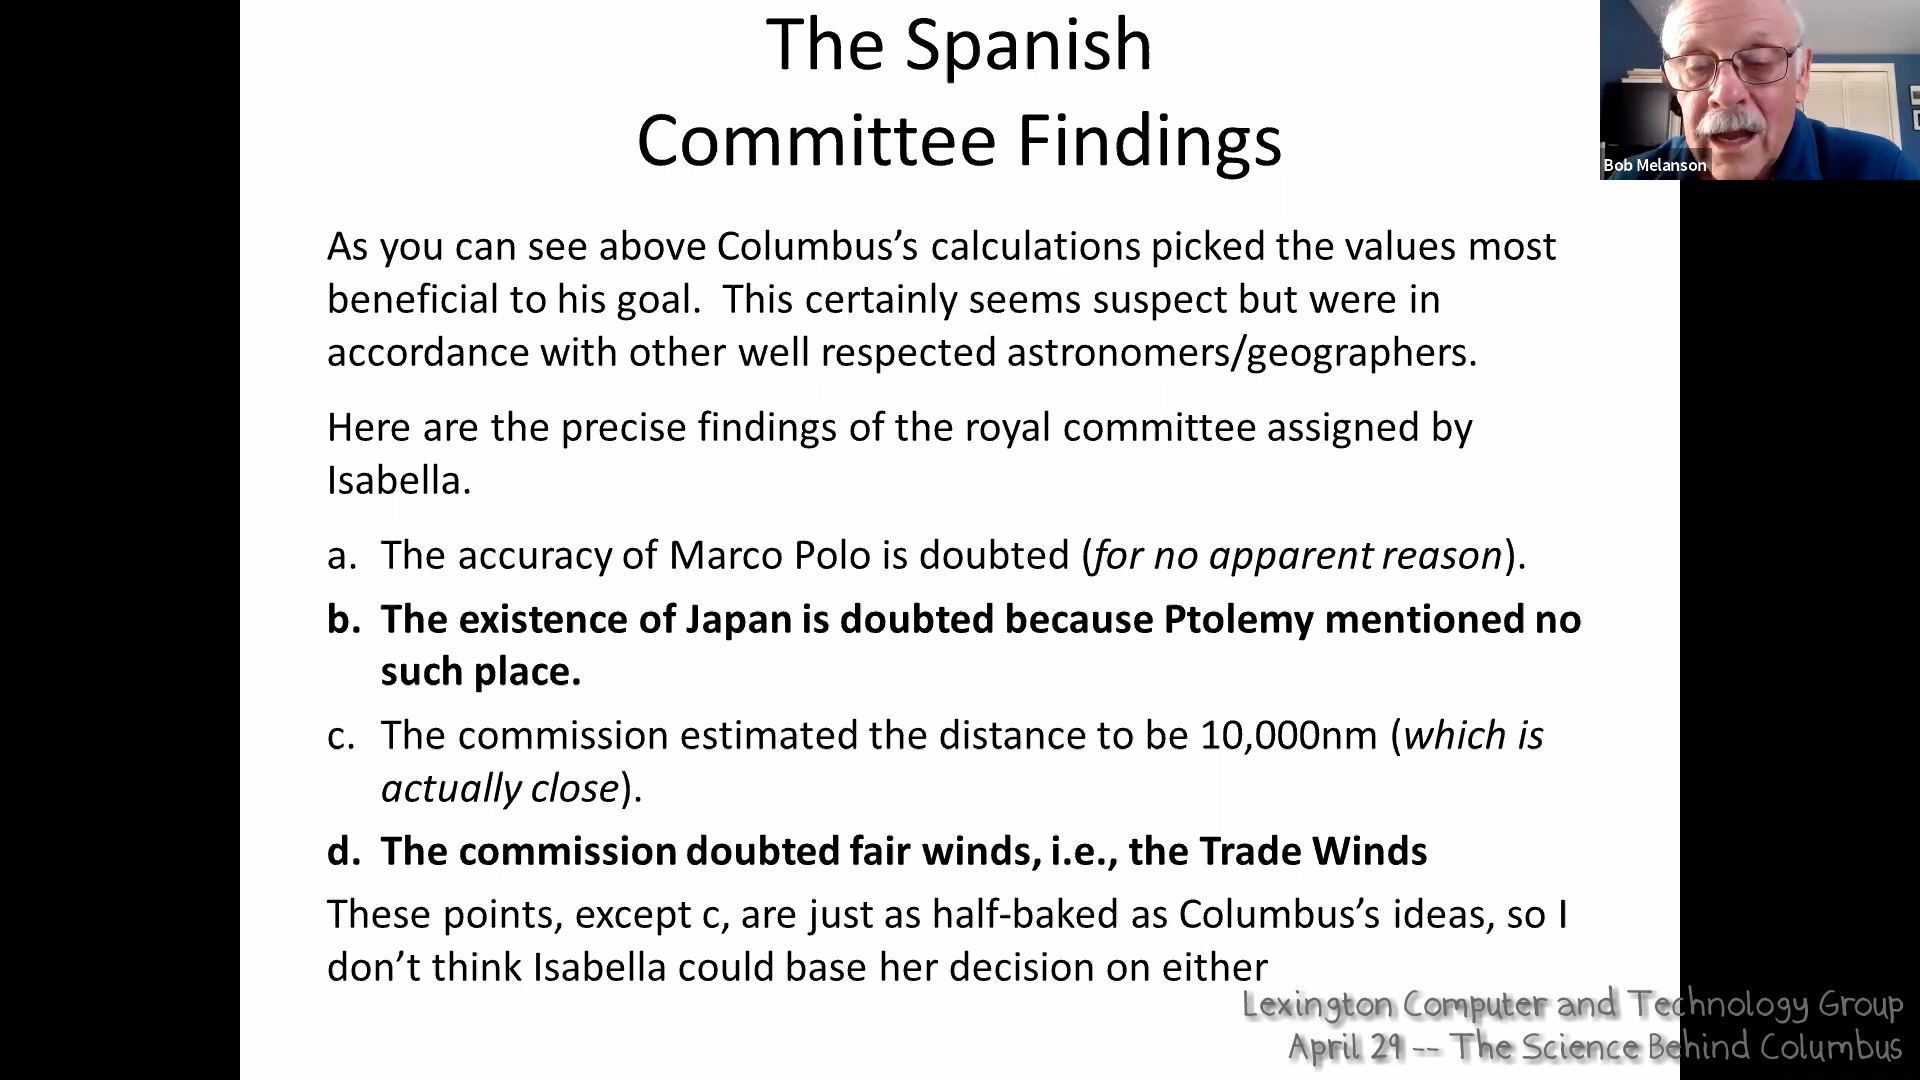 The Spanish
Committee Findings
Bob Melanson
As you can see above Columbus’s calculations picked the values most
beneficial to his goal.  This certainly seems suspect but were in
accordance with other well respected astronomers/geographers.
Here are the precise findings of the royal committee assigned by
Isabella.
a. The accuracy of Marco Polo is doubted (for no apparent reason).
b. The existence of Japan is doubted because Ptolemy mentioned no
such place.
c. The commission estimated the distance to be 10,000nm (which is
actually close).
d. The commission doubted fair winds, i.e., the Trade Winds
These points, except c, are just as half-baked as Columbus’s ideas, so I
don’t think Isabella could base her decision on either
Lexington Computer and Technology Group
April 29 -- The Science Behind Columbus